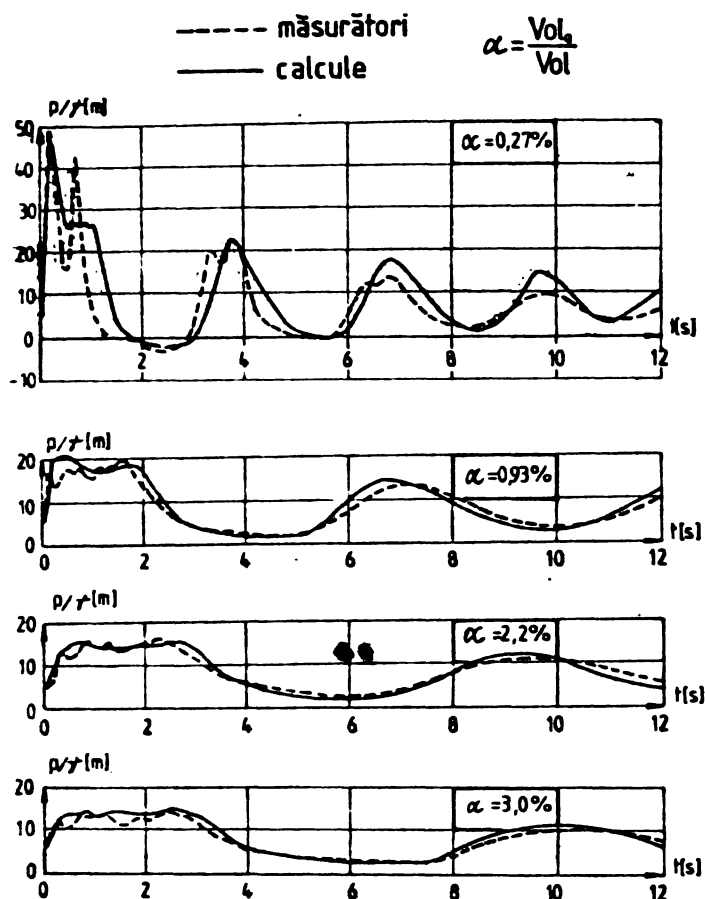 măsurători
calcule
α = Vol_g / Vol
p/γ [m]
50
40
30
20
10
0
-10
α = 0,27%
2 4 6 8 10 12
t[s]
p/γ [m]
20
10
0
α = 0,93%
0 2 4 6 8 10 12
t[s]
p/γ [m]
20
10
0
α = 2,2%
0 2 4 6 8 10 12
t[s]
p/γ [m]
20
10
0
α = 3,0%
0 2 4 6 8 10 12
t[s]